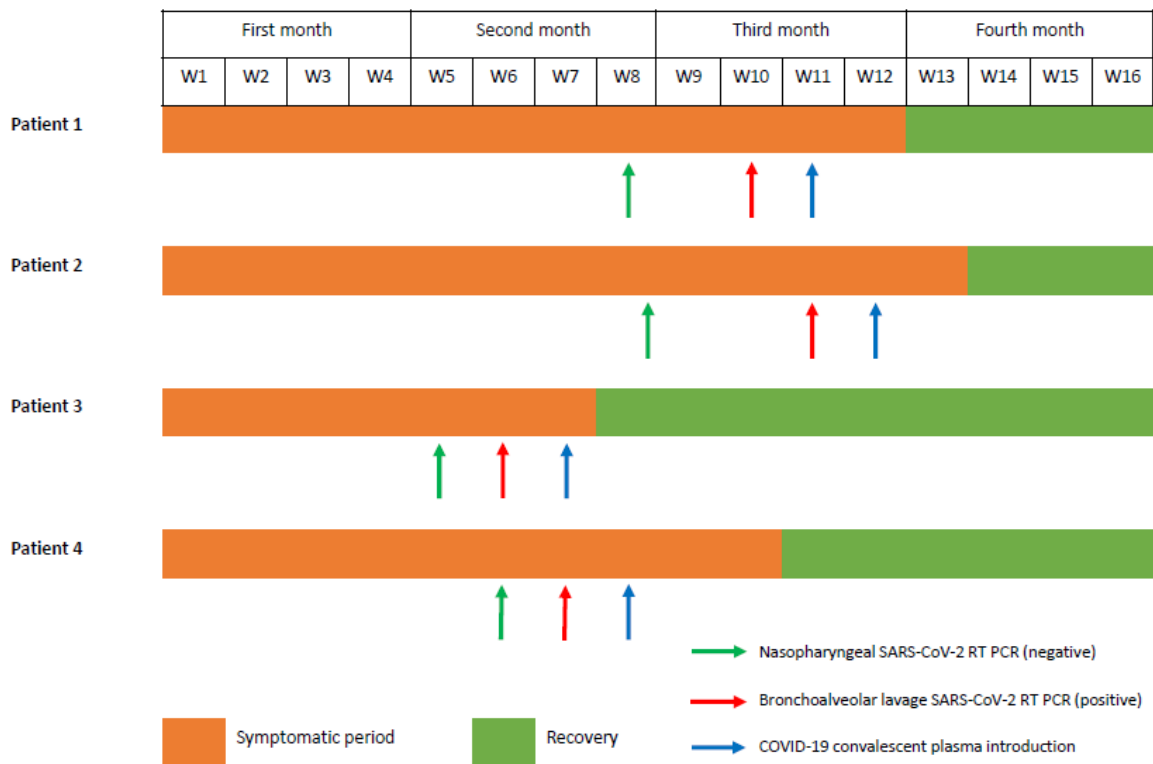 First month Second month Third month Fourth month
W1 W2 W3 W4 W5 W6 W7 W8 W9 W10 W11 W12 W13 W14 W15 W16
Patient 1
Patient 2
Patient 3
Patient 4
Nasopharyngeal SARS-CoV-2 RT PCR (negative)
Bronchoalveolar lavage SARS-CoV-2 RT PCR (positive)
Symptomatic period Recovery COVID-19 convalescent plasma introduction